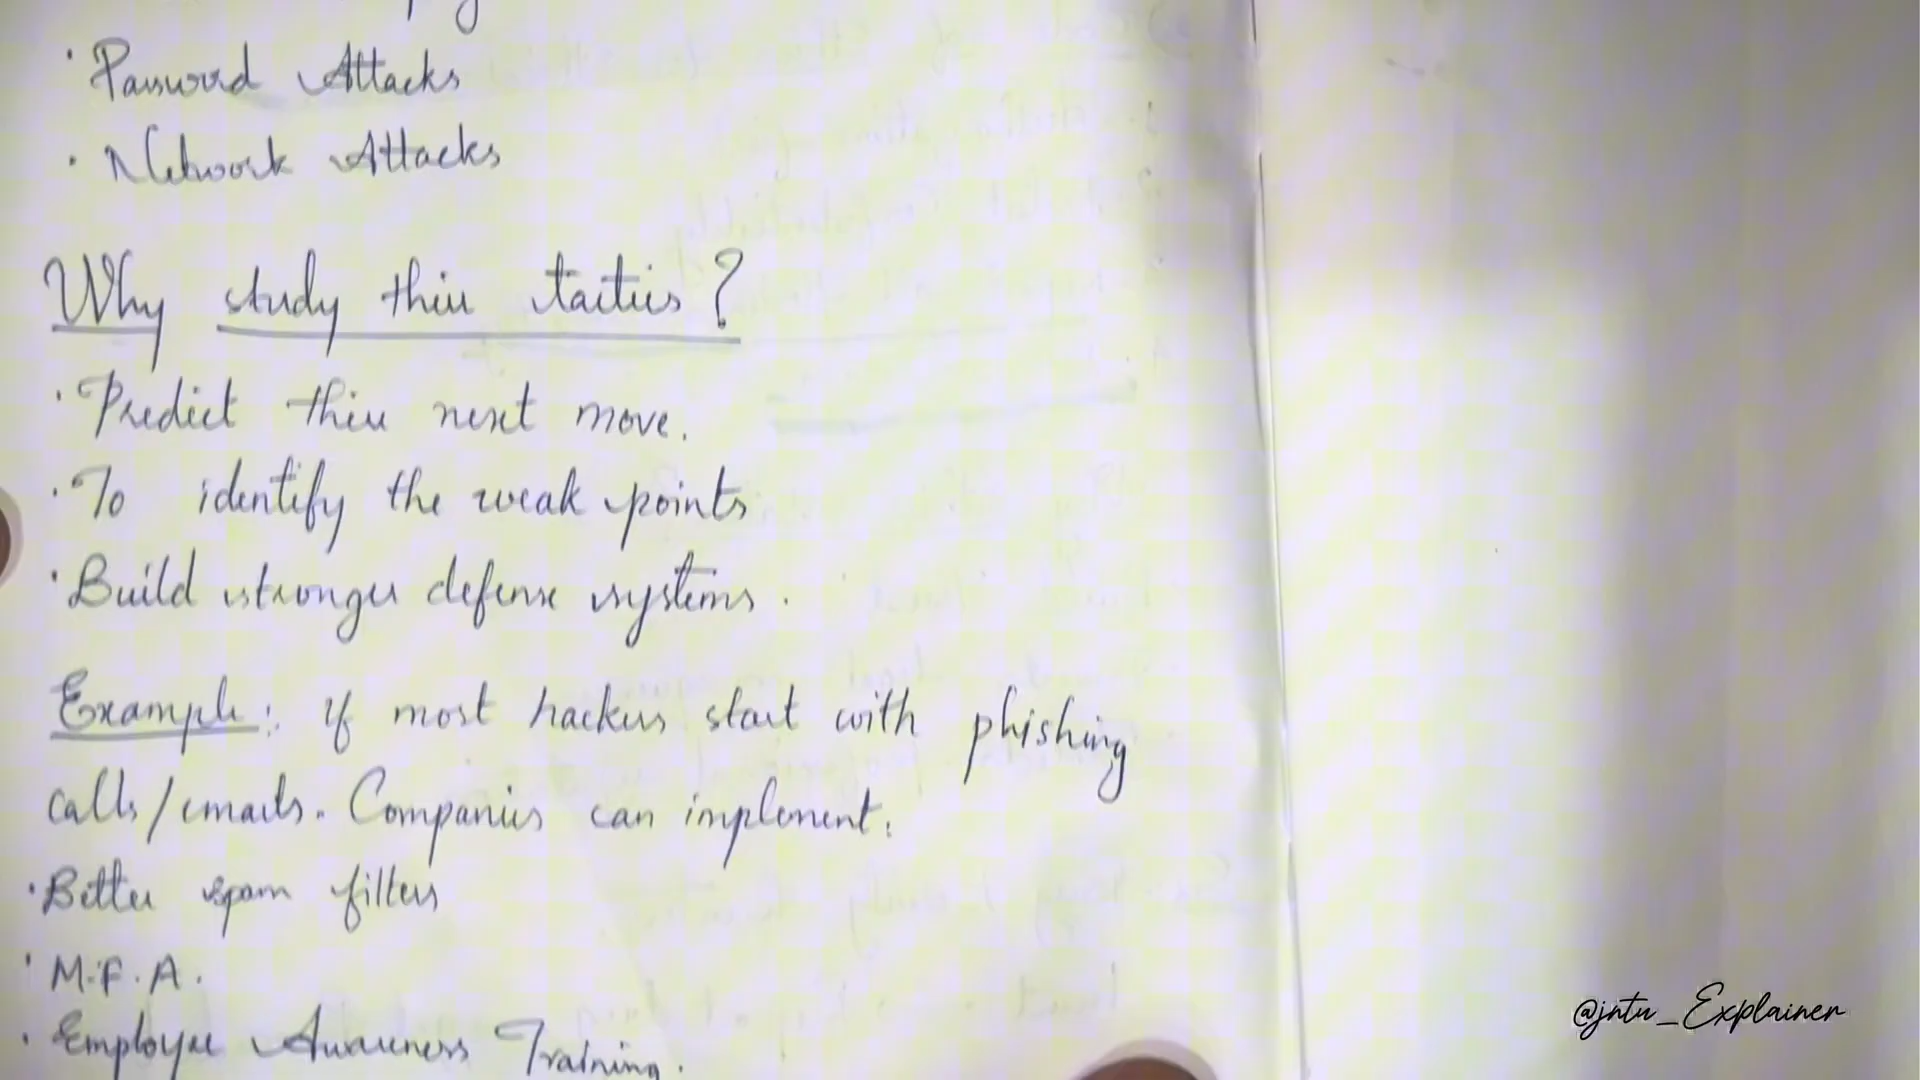 · Password Attacks
· Network Attacks
Why study thier tactics?
· Predict thier next move.
· To identify the weak points
· Build stronger defense systems.
Example: if most hackers start with phishing
calls/emails. Companies can implement:
· Better spam filters
· M.F.A.
· Employee Awareness Training.
@jntu_Explainer